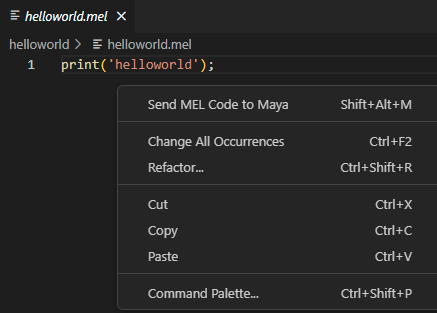 helloworld.mel ×
helloworld > helloworld.mel
1 print('helloworld');
Send MEL Code to Maya Shift+Alt+M
Change All Occurrences Ctrl+F2
Refactor... Ctrl+Shift+R
Cut Ctrl+X
Copy Ctrl+C
Paste Ctrl+V
Command Palette... Ctrl+Shift+P